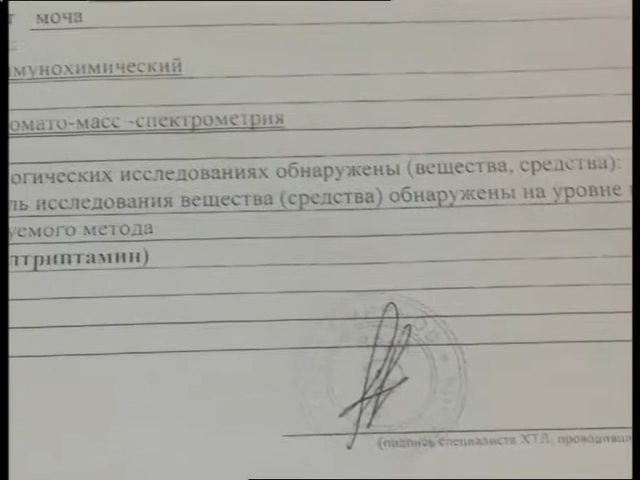 т моча
мунохимический
омато-масс -спектрометрия
огических исследованиях обнаружены (вещества, средства):
ль исследования вещества (средства) обнаружены на уровне
уемого метода
лтриптамин)
(подпись специалиста ХТЛ, проводивш